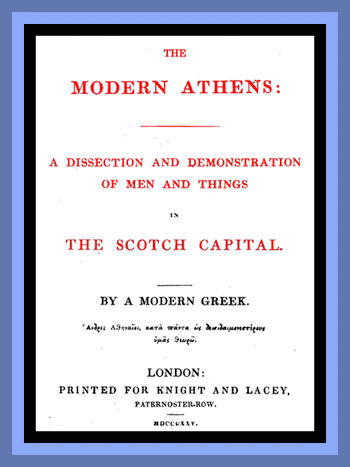 THE
MODERN ATHENS:
A DISSECTION AND DEMONSTRATION
OF MEN AND THINGS
IN
THE SCOTCH CAPITAL.
BY A MODERN GREEK.
Ἄνδρες Ἀθηναῖοι, κατὰ πάντα ὡς δεισιδαιμονεστέρους
ὑμᾶς θεωρῶ.
LONDON:
PRINTED FOR KNIGHT AND LACEY,
PATERNOSTER-ROW.
MDCCCXXV.